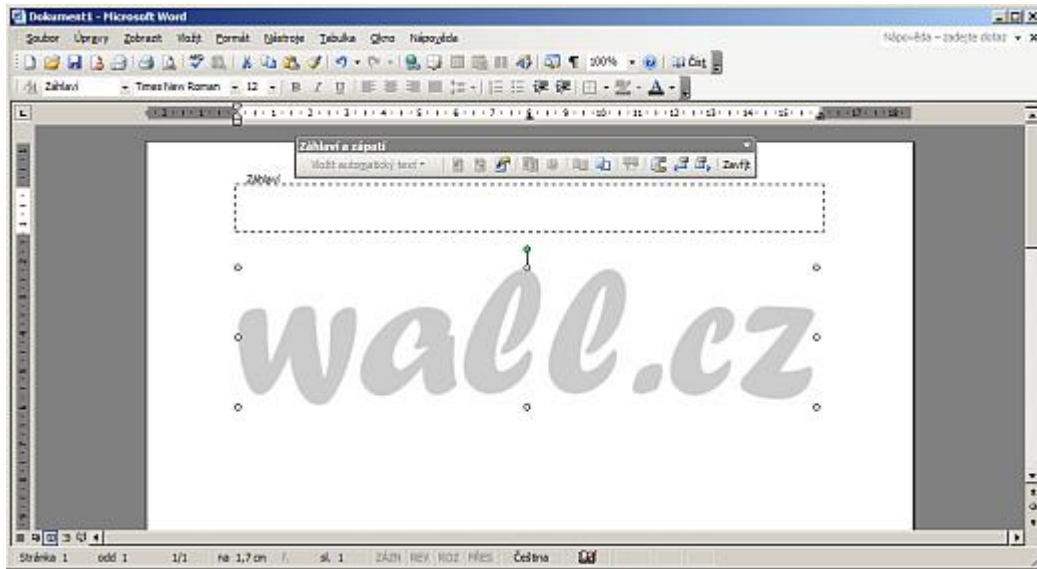 Dokument1 - Microsoft Word
Soubor Úpravy Zobrazit Vložit Formát Nástroje Tabulka Okno Nápověda Nápověda – zadejte dotaz
100% Číst
Záhlaví Times New Roman 12 B I U A
Záhlaví a zápatí
Vložit automatický text Zavřít
Záhlaví
wall.cz
Stránka 1 odd 1 1/1 na 1,7 cm ř. sl. 1 ZÁZN REV ROZ PŘES Čeština